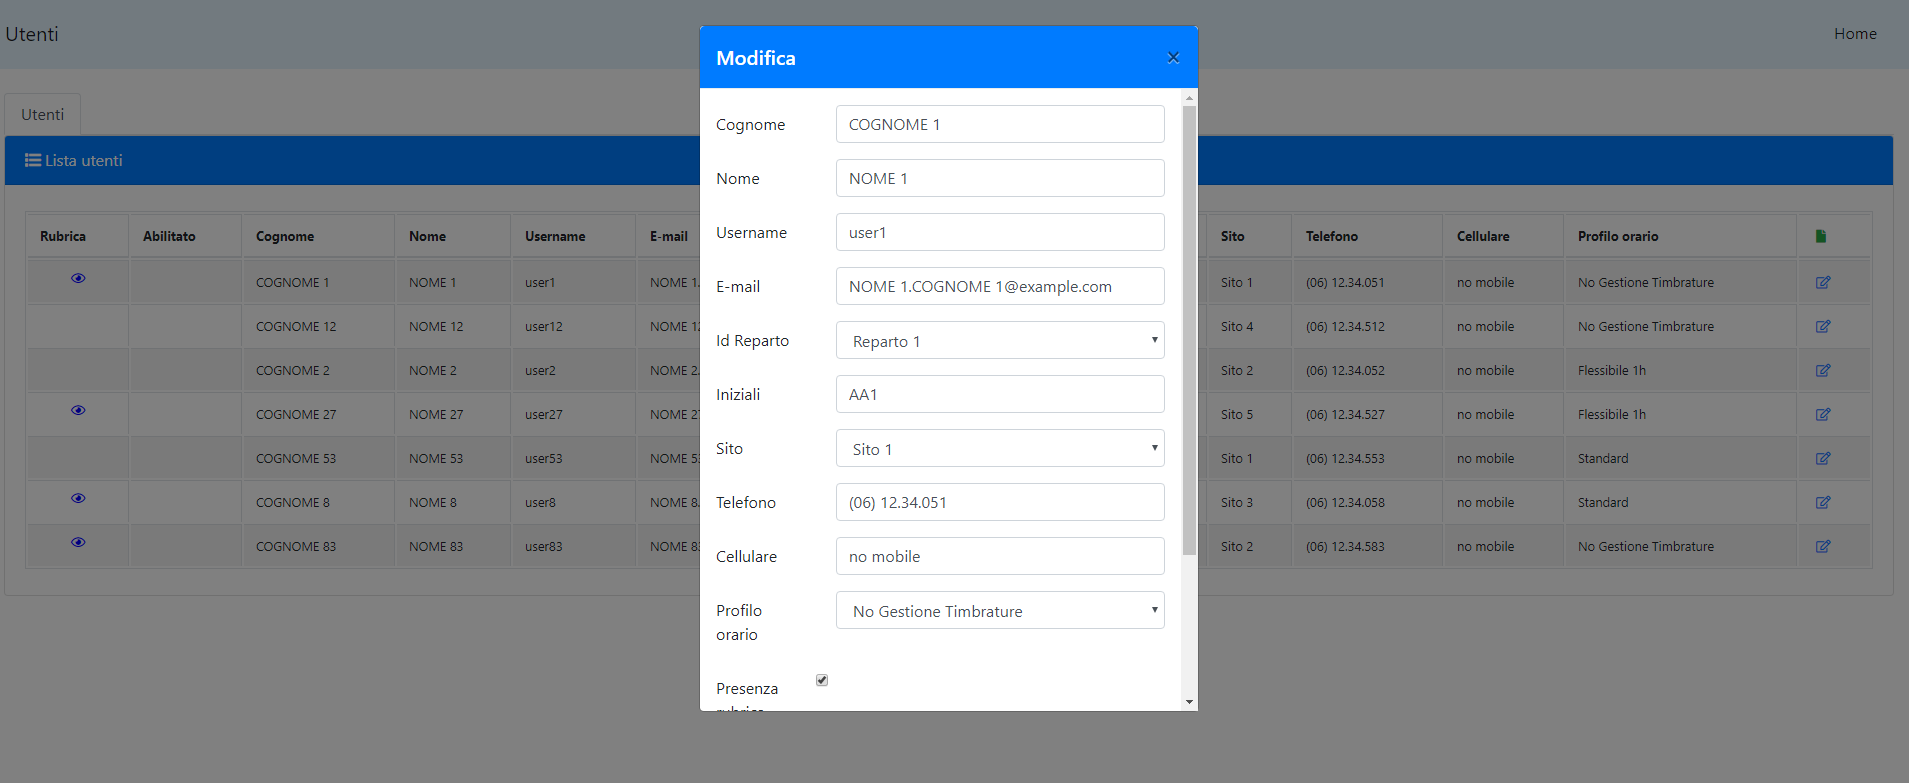 Utenti
Home
Utenti
Lista utenti
Rubrica Abilitato Cognome Nome Username E-mail Sito Telefono Cellulare Profilo orario
COGNOME 1 NOME 1 user1 NOME 1. Sito 1 (06) 12.34.051 no mobile No Gestione Timbrature
COGNOME 12 NOME 12 user12 NOME 12 Sito 4 (06) 12.34.512 no mobile No Gestione Timbrature
COGNOME 2 NOME 2 user2 NOME 2. Sito 2 (06) 12.34.052 no mobile Flessibile 1h
COGNOME 27 NOME 27 user27 NOME 27 Sito 5 (06) 12.34.527 no mobile Flessibile 1h
COGNOME 53 NOME 53 user53 NOME 53 Sito 1 (06) 12.34.553 no mobile Standard
COGNOME 8 NOME 8 user8 NOME 8. Sito 3 (06) 12.34.058 no mobile Standard
COGNOME 83 NOME 83 user83 NOME 83 Sito 2 (06) 12.34.583 no mobile No Gestione Timbrature
Modifica ×
Cognome COGNOME 1
Nome NOME 1
Username user1
E-mail NOME 1.COGNOME 1@example.com
Id Reparto Reparto 1
Iniziali AA1
Sito Sito 1
Telefono (06) 12.34.051
Cellulare no mobile
Profilo No Gestione Timbrature
orario
Presenza
rubrica